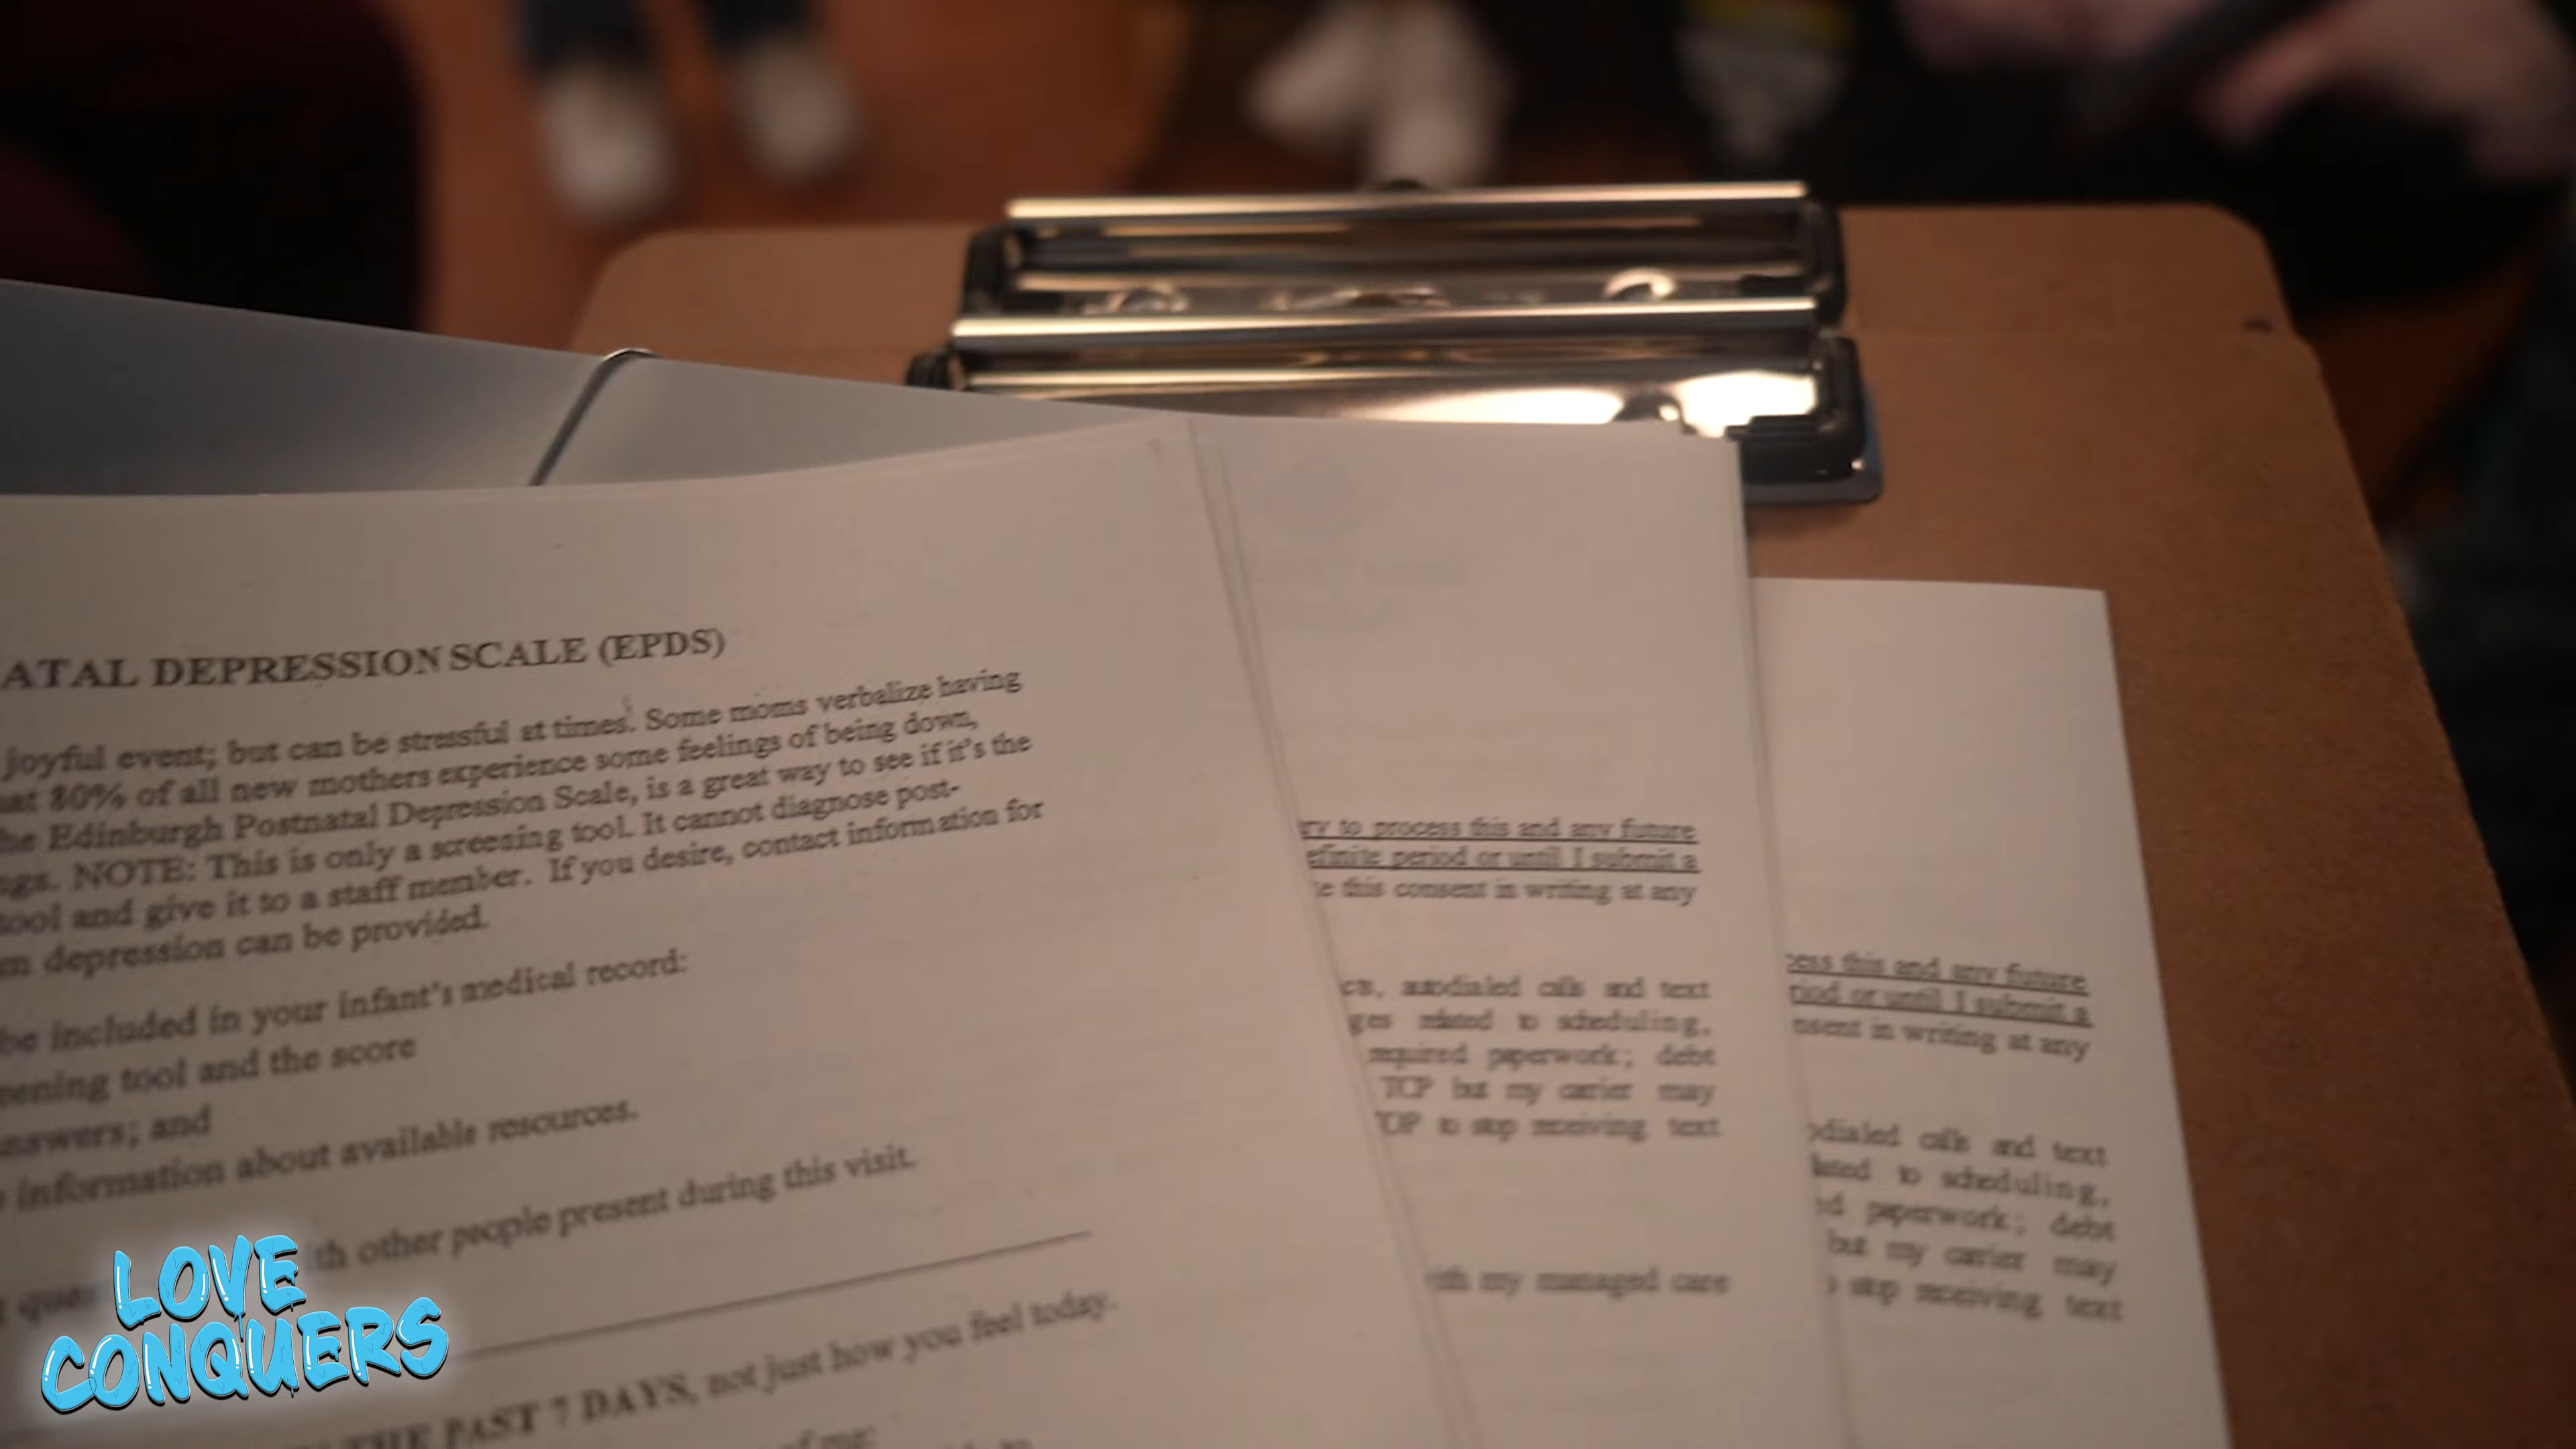 ATAL DEPRESSION SCALE (EPDS)
joyful event; but can be stressful at times. Some moms verbalize having
at 80% of all new mothers experience some feelings of being down,
he Edinburgh Postnatal Depression Scale, is a great way to see if it's the
ngs. NOTE: This is only a screening tool. It cannot diagnose post-
tool and give it to a staff member. If you desire, contact information for
m depression can be provided.
be included in your infant's medical record:
eening tool and the score
answers; and
information about available resources.
ques th other people present during this visit.
THE PAST 7 DAYS, not just how you feel today.
of me:
ry to process this and any future
efinite period or until I submit a
e this consent in writing at any
cs, autodialed calls and text
ges related to scheduling,
required paperwork; debt
TCP but my carrier may
TOP to stop receiving text
ith my managed care
cess this and any future
riod or until I submit a
nsent in writing at any
odialed calls and text
lated to scheduling,
ed paperwork; debt
but my carrier may
o stop receiving text
LOVE
CONQUERS